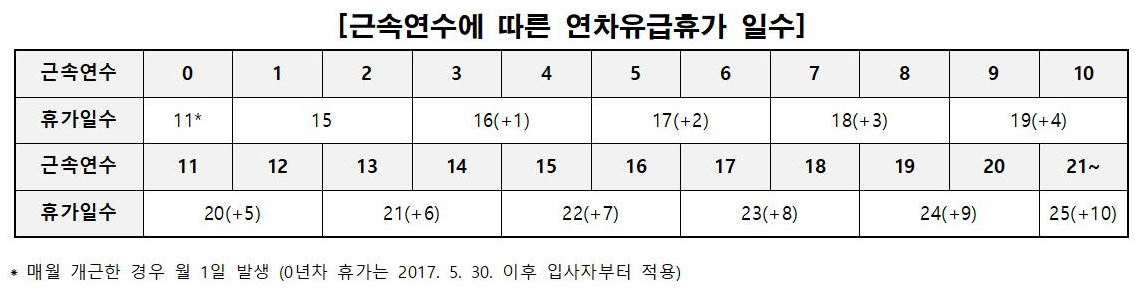 [근속연수에 따른 연차유급휴가 일수]
근속연수 0 1 2 3 4 5 6 7 8 9 10
휴가일수 11* 15 16(+1) 17(+2) 18(+3) 19(+4)
근속연수 11 12 13 14 15 16 17 18 19 20 21~
휴가일수 20(+5) 21(+6) 22(+7) 23(+8) 24(+9) 25(+10)
* 매월 개근한 경우 월 1일 발생 (0년차 휴가는 2017. 5. 30. 이후 입사자부터 적용)